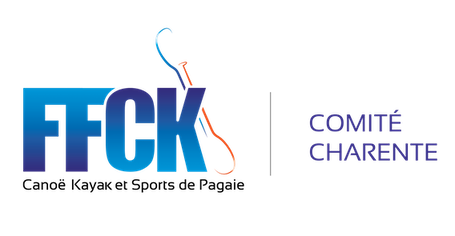 FFCK
Canoë Kayak et Sports de Pagaie
COMITÉ
CHARENTE